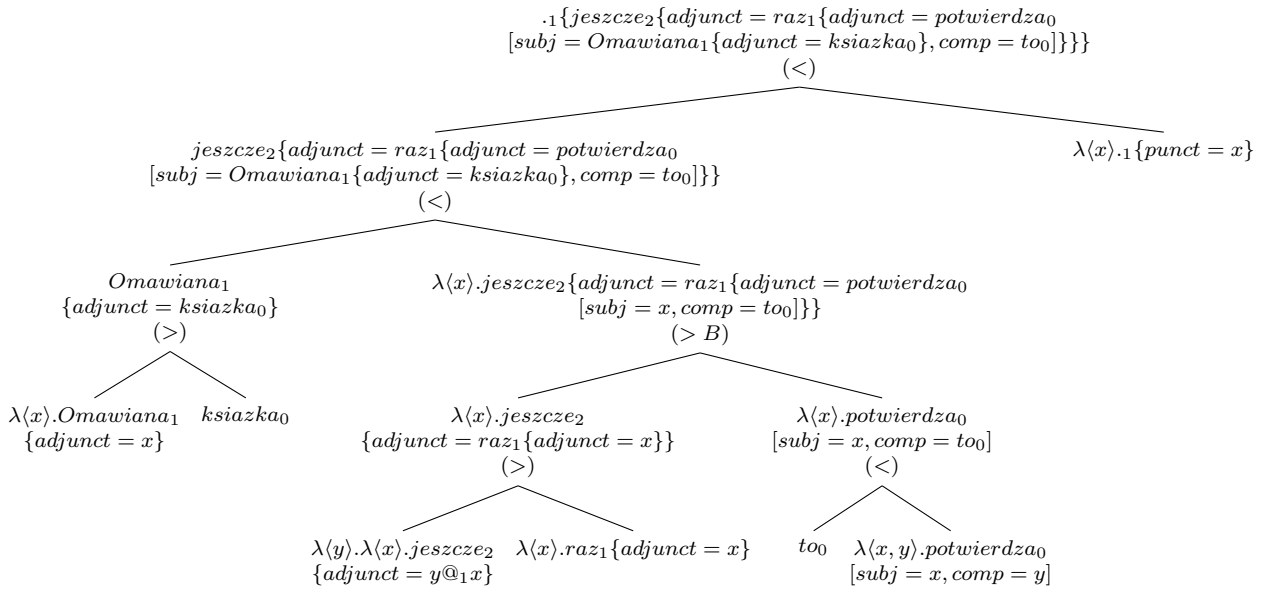 .₁{jeszcze₂{adjunct = raz₁{adjunct = potwierdza₀
[subj = Omawiana₁{adjunct = ksiazka₀}, comp = to₀]}}}
(<)
jeszcze₂{adjunct = raz₁{adjunct = potwierdza₀
[subj = Omawiana₁{adjunct = ksiazka₀}, comp = to₀]}}
(<)
λ⟨x⟩.₁{punct = x}
Omawiana₁
{adjunct = ksiazka₀}
(>)
λ⟨x⟩.jeszcze₂{adjunct = raz₁{adjunct = potwierdza₀
[subj = x, comp = to₀]}}
(> B)
λ⟨x⟩.Omawiana₁
{adjunct = x}
ksiazka₀
λ⟨x⟩.jeszcze₂
{adjunct = raz₁{adjunct = x}}
(>)
λ⟨x⟩.potwierdza₀
[subj = x, comp = to₀]
(<)
λ⟨y⟩.λ⟨x⟩.jeszcze₂
{adjunct = y@₁x}
λ⟨x⟩.raz₁{adjunct = x}
to₀
λ⟨x, y⟩.potwierdza₀
[subj = x, comp = y]